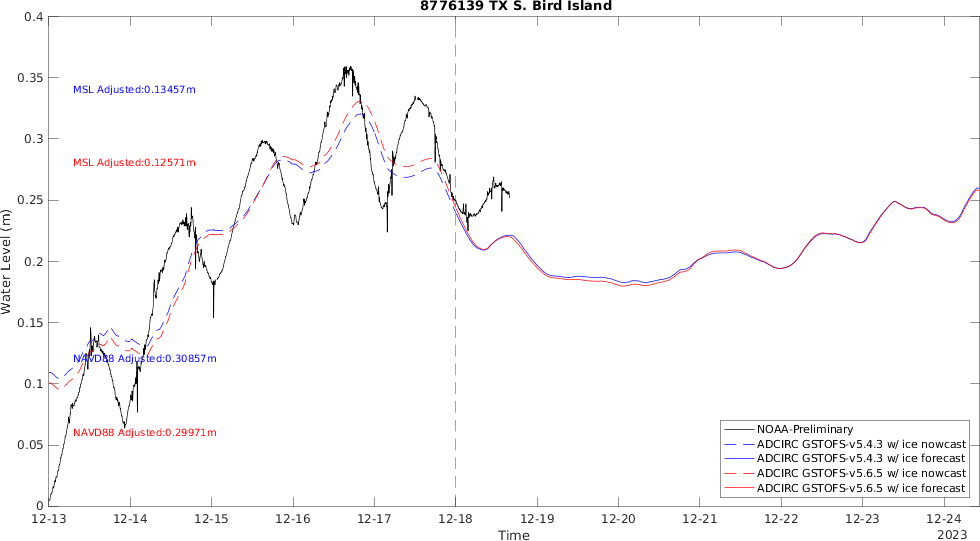 8776139 TX S. Bird Island
0.4
0.35
0.3
0.25
0.2
0.15
0.1
0.05
0
Water Level (m)
MSL Adjusted:0.13457m
MSL Adjusted:0.12571m
NAVD88 Adjusted:0.30857m
NAVD88 Adjusted:0.29971m
NOAA-Preliminary
ADCIRC GSTOFS-v5.4.3 w/ ice nowcast
ADCIRC GSTOFS-v5.4.3 w/ ice forecast
ADCIRC GSTOFS-v5.6.5 w/ ice nowcast
ADCIRC GSTOFS-v5.6.5 w/ ice forecast
12-13 12-14 12-15 12-16 12-17 12-18 12-19 12-20 12-21 12-22 12-23 12-24
Time
2023